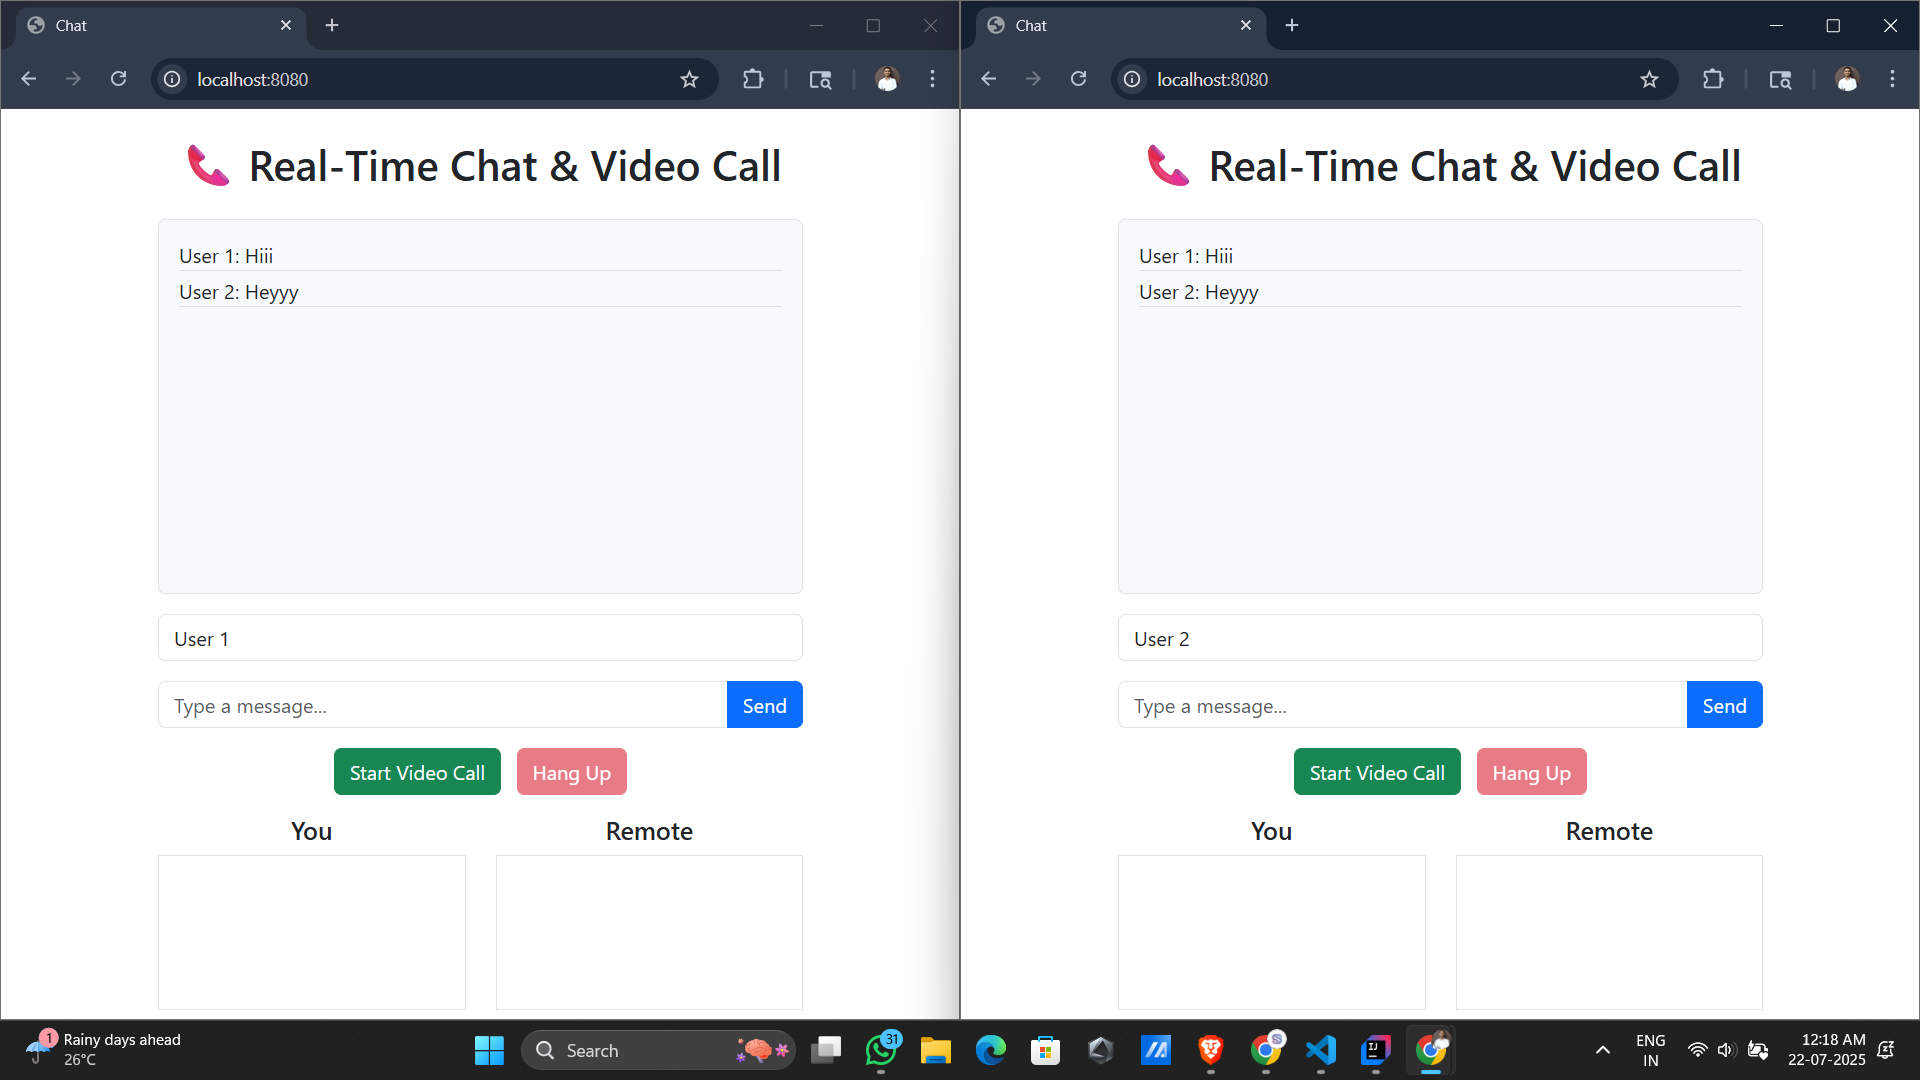 Chat
localhost:8080
Real-Time Chat & Video Call
User 1: Hiii
User 2: Heyyy
User 1
Type a message...
Send
Start Video Call
Hang Up
You
Remote
Chat
localhost:8080
Real-Time Chat & Video Call
User 1: Hiii
User 2: Heyyy
User 2
Type a message...
Send
Start Video Call
Hang Up
You
Remote
1
Rainy days ahead
26°C
Search
31
S
IJ
ENG
IN
12:18 AM
22-07-2025